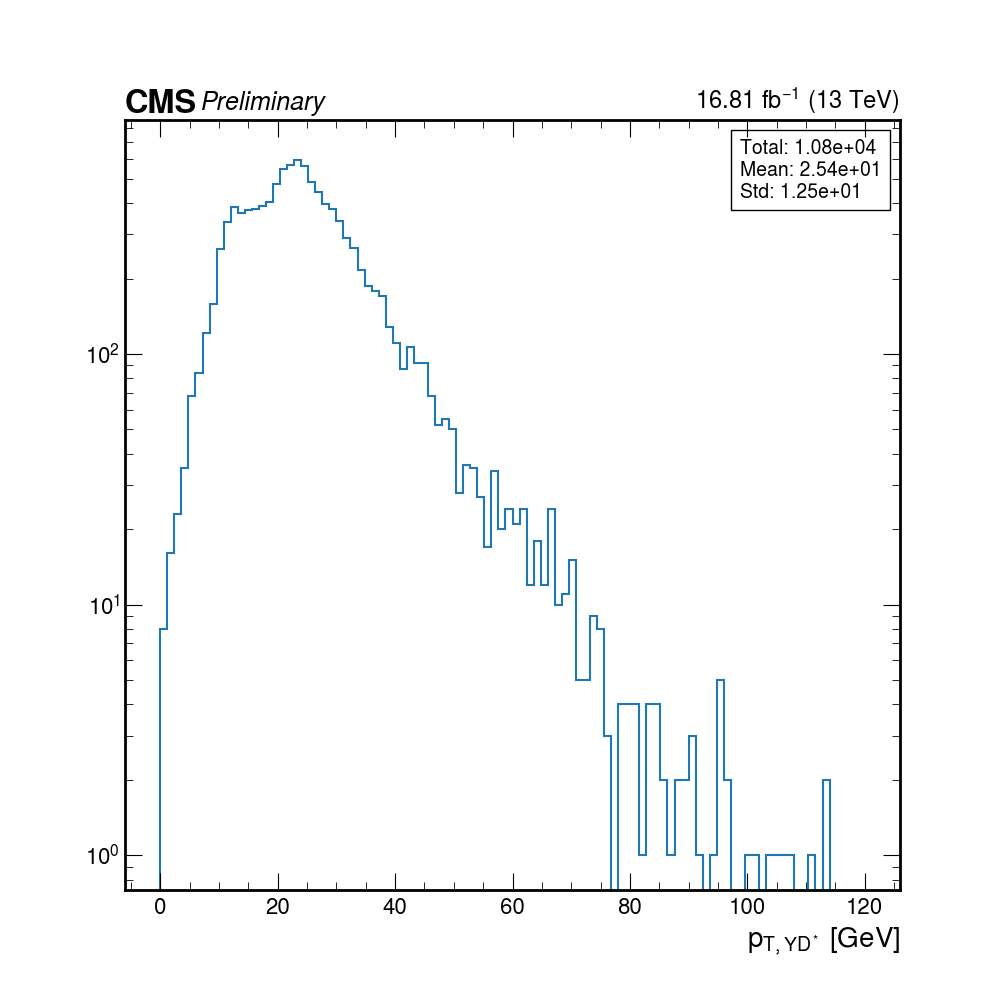 CMS Preliminary
16.81 fb⁻¹ (13 TeV)
Total: 1.08e+04
Mean: 2.54e+01
Std: 1.25e+01
10²
10¹
10⁰
0 20 40 60 80 100 120
p_{T, YD*} [GeV]